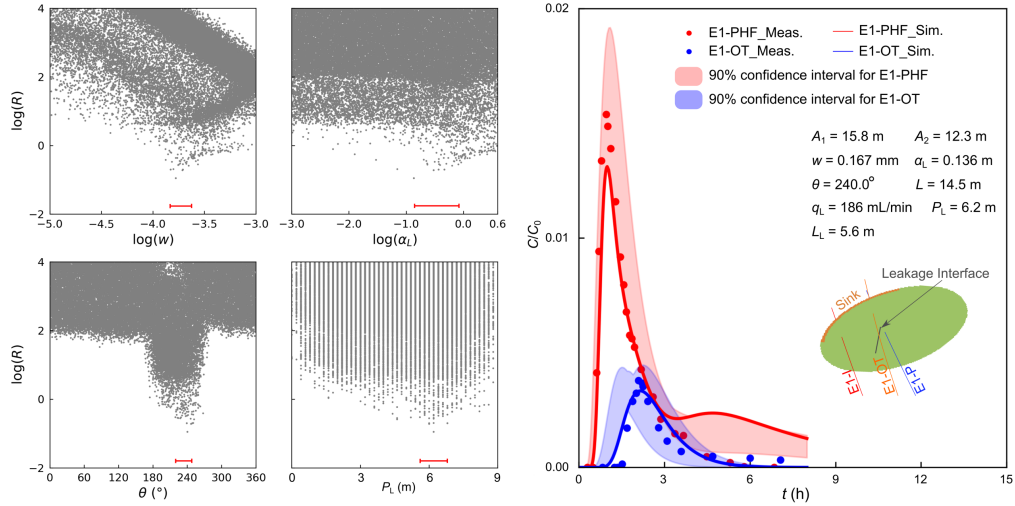 4
2
0
−2
log(R)
−5.0 −4.5 −4.0 −3.5 −3.0
log(w)
−3.0 −2.0 −1.0 0.0 0.6
log(αL)
4
2
0
−2
log(R)
0 60 120 180 240 300 360
θ (°)
0 3 6 9
PL (m)
0.02
0.01
0.00
C/C0
0 3 6 9 12 15
t (h)
E1-PHF_Meas. E1-PHF_Sim.
E1-OT_Meas. E1-OT_Sim.
90% confidence interval for E1-PHF
90% confidence interval for E1-OT
A1 = 15.8 m A2 = 12.3 m
w = 0.167 mm αL = 0.136 m
θ = 240.0° L = 14.5 m
qL = 186 mL/min PL = 6.2 m
LL = 5.6 m
Leakage Interface
Sink
E1-I
E1-OT
E1-P